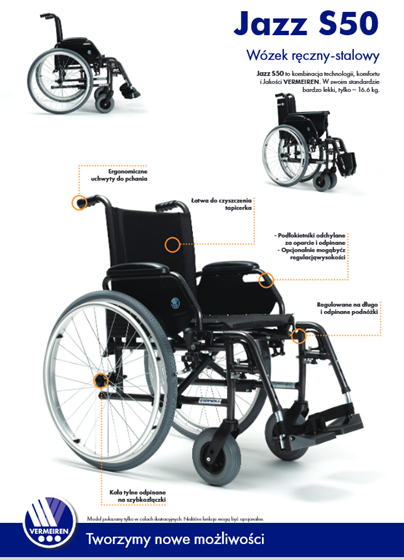 Jazz S50
Wózek ręczny-stalowy
Jazz S50 to kombinacja technologii, komfortu
i Jakości VERMEIREN. W swoim standardzie
bardzo lekki, tylko – 16.6 kg.
Ergonomiczne
uchwyty do pchania
Łatwa do czyszczenia
tapicerka
- Podłokietniki odchylane
za oparcie i odpinane
- Opcjonalnie mogąbyćz
regulacjąwysokości
Regulowane na długo
i odpinane podnóżki
Koła tylne odpinane
na szybkozłączki
Model pokazany tylko w celach ilustracyjnych. Niektóre funkcje mogą być opcjonalne.
VERMEIREN
Tworzymy nowe możliwości